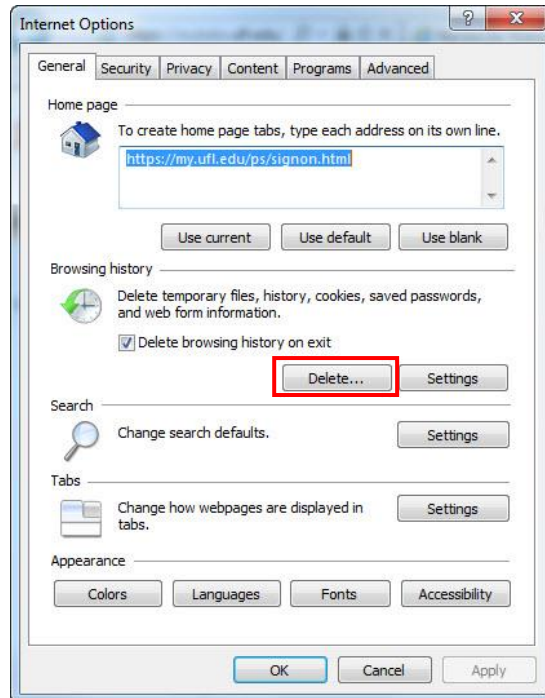 Internet Options
?
General Security Privacy Content Programs Advanced
Home page
To create home page tabs, type each address on its own line.
https://my.ufl.edu/ps/signon.html
Use current Use default Use blank
Browsing history
Delete temporary files, history, cookies, saved passwords,
and web form information.
Delete browsing history on exit
Delete... Settings
Search
Change search defaults. Settings
Tabs
Change how webpages are displayed in
tabs.
Settings
Appearance
Colors Languages Fonts Accessibility
OK Cancel Apply